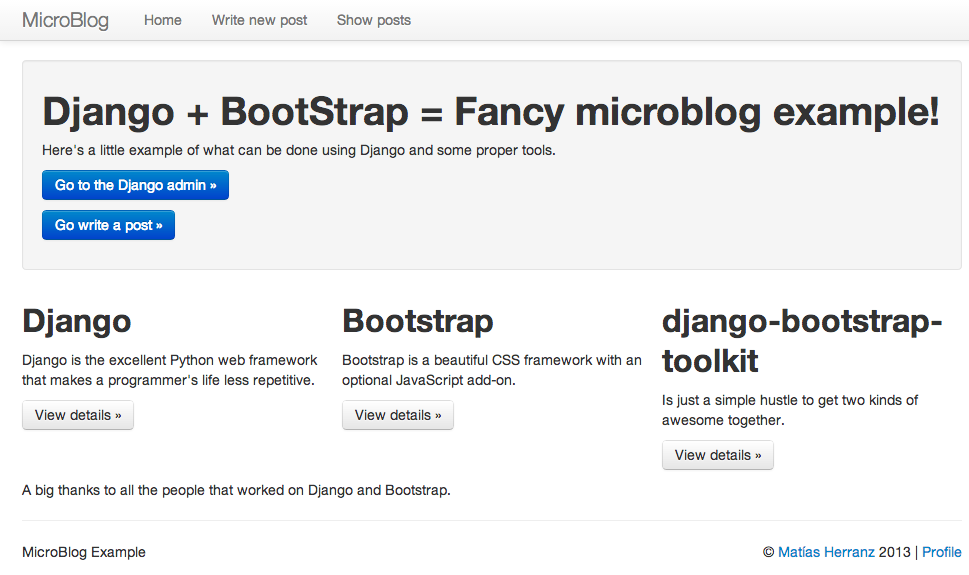 MicroBlog Home Write new post Show posts
Django + BootStrap = Fancy microblog example!
Here's a little example of what can be done using Django and some proper tools.
Go to the Django admin »
Go write a post »
Django
Django is the excellent Python web framework
that makes a programmer's life less repetitive.
View details »
Bootstrap
Bootstrap is a beautiful CSS framework with an
optional JavaScript add-on.
View details »
django-bootstrap-
toolkit
Is just a simple hustle to get two kinds of
awesome together.
View details »
A big thanks to all the people that worked on Django and Bootstrap.
MicroBlog Example
© Matías Herranz 2013 | Profile